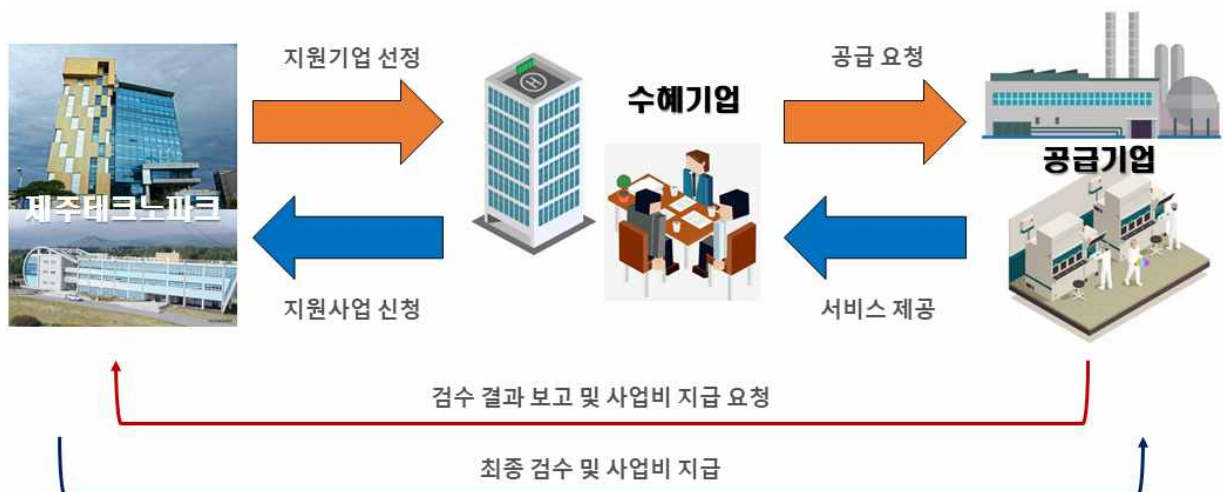 지원기업 선정
공급 요청
수혜기업
공급기업
제주테크노파크
지원사업 신청
서비스 제공
검수 결과 보고 및 사업비 지급 요청
최종 검수 및 사업비 지급